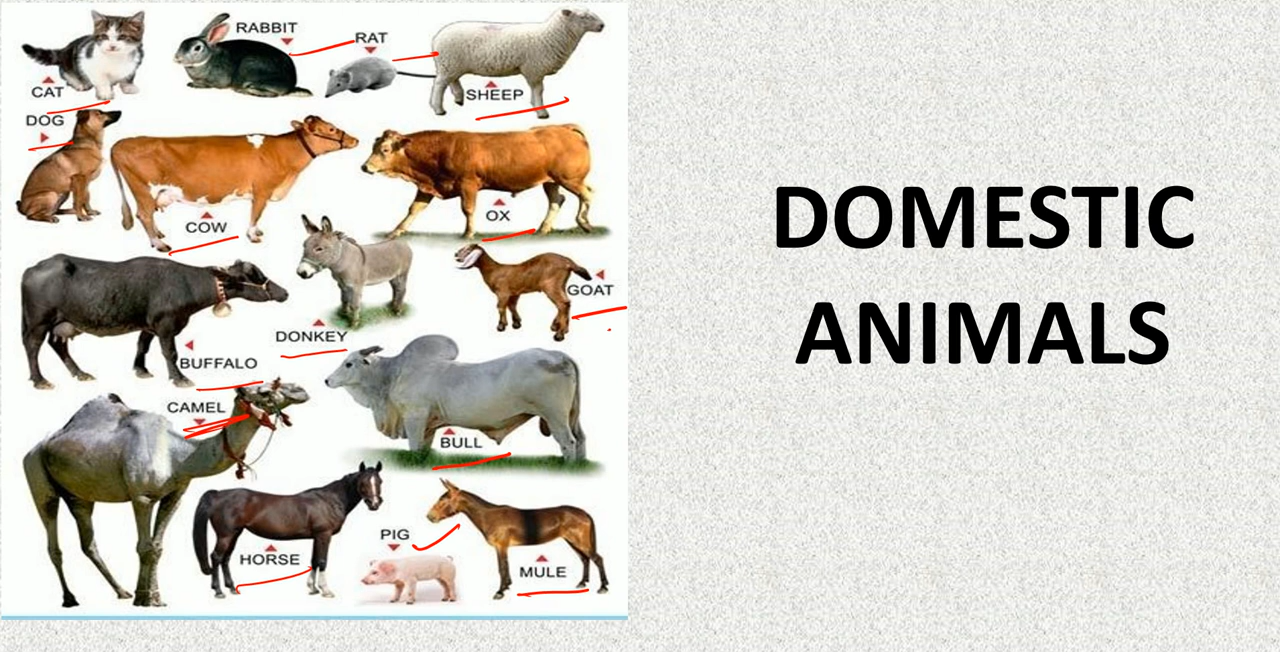 RABBIT
RAT
CAT
SHEEP
DOG
COW
OX
GOAT
DONKEY
BUFFALO
CAMEL
BULL
PIG
HORSE
MULE
DOMESTIC
ANIMALS